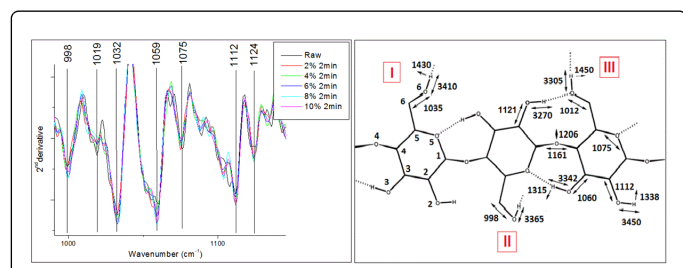 998
1019
1032
1059
1075
1112
1124
Raw
2% 2min
4% 2min
6% 2min
8% 2min
10% 2min
2nd derivative
1000
1100
Wavenumber (cm-1)
I
1430
H
6
O
3410
6
1035
5
O
5
4
O
4
1
O
3
2
H
O
3
2
O
H
H
O
1121
O
H
3270
O
1206
1161
O
1315
998
O
H
3365
II
III
1450
H
3305
O
1012
O
1075
O
3342
H
O
1060
1112
O
H
1338
3450